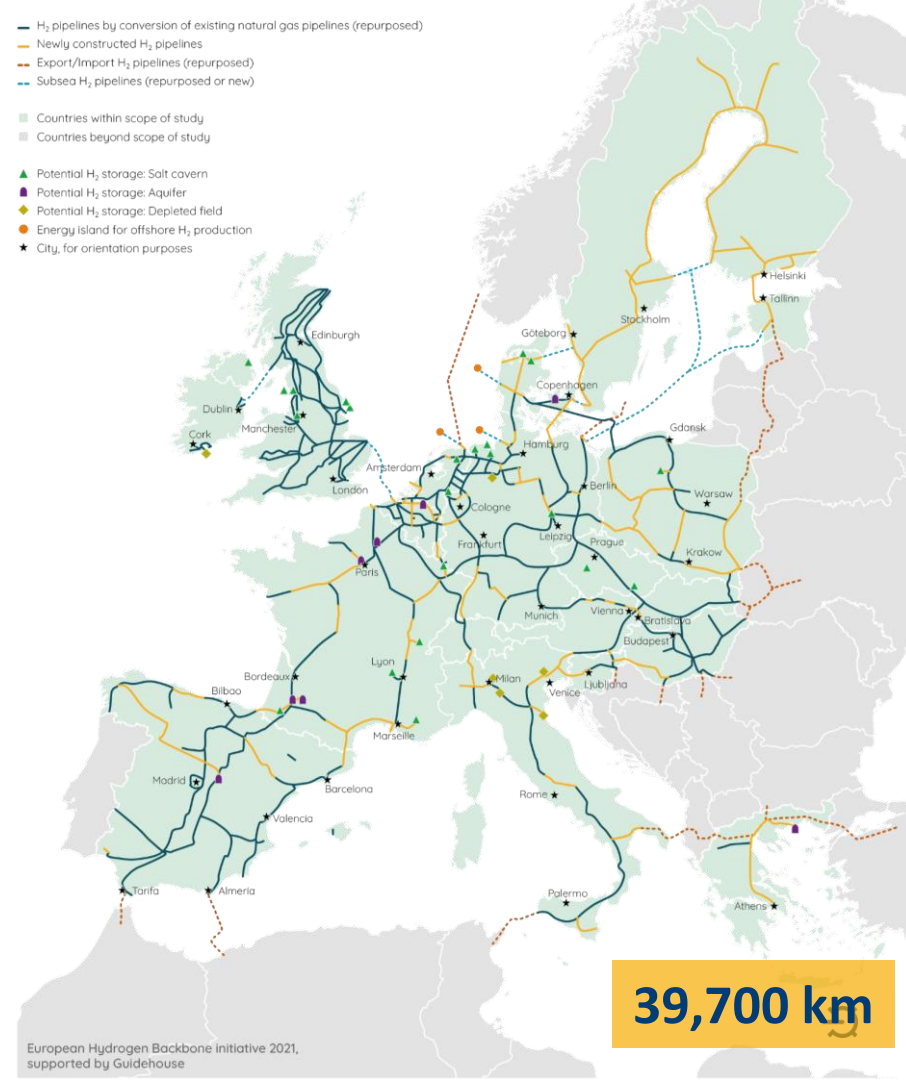 H₂ pipelines by conversion of existing natural gas pipelines (repurposed)
Newly constructed H₂ pipelines
Export/Import H₂ pipelines (repurposed)
Subsea H₂ pipelines (repurposed or new)
Countries within scope of study
Countries beyond scope of study
Potential H₂ storage: Salt cavern
Potential H₂ storage: Aquifer
Potential H₂ storage: Depleted field
Energy island for offshore H₂ production
City, for orientation purposes
Helsinki
Tallinn
Stockholm
Göteborg
Edinburgh
Copenhagen
Dublin
Manchester
Cork
Gdansk
Hamburg
Amsterdam
London
Berlin
Warsaw
Cologne
Leipzig
Frankfurt
Prague
Krakow
Paris
Munich
Vienna
Bratislava
Budapest
Lyon
Bordeaux
Milan
Venice
Ljubljana
Bilbao
Marseille
Madrid
Barcelona
Rome
Valencia
Tarifa
Almeria
Palermo
Athens
39,700 km
European Hydrogen Backbone initiative 2021,
supported by Guidehouse